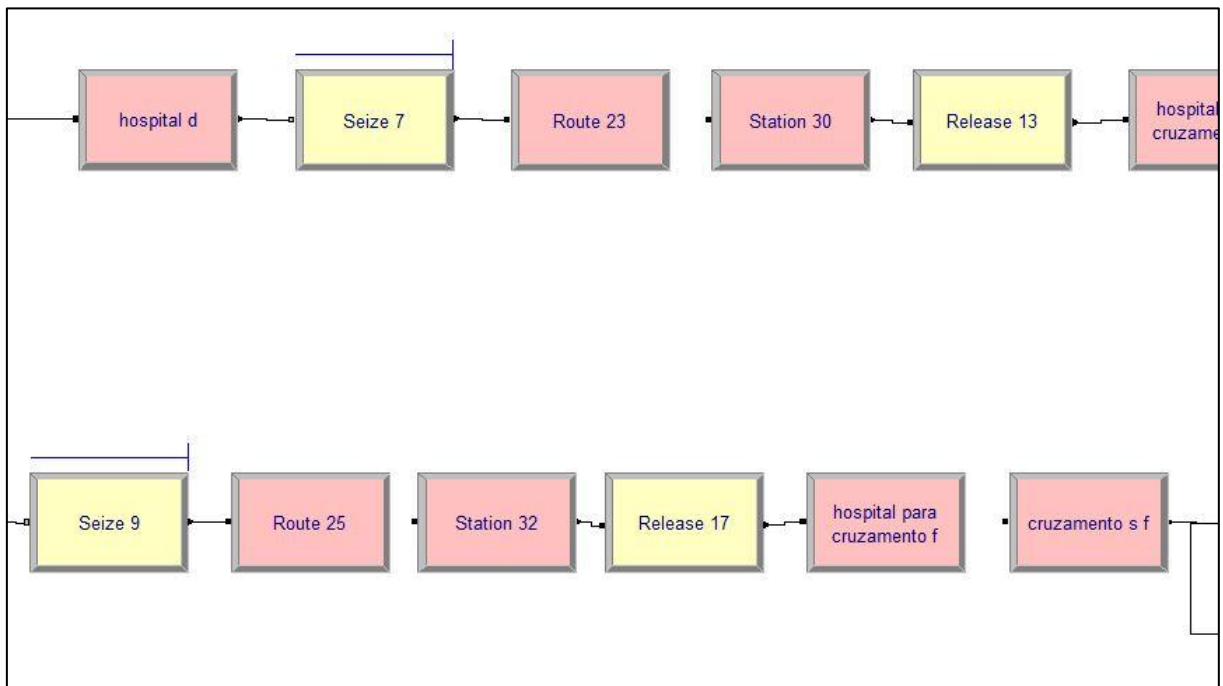 hospital d
Seize 7
Route 23
Station 30
Release 13
hospital
Seize 9
Route 25
Station 32
Release 17
hospital para
cruzamento f
cruzamento s f